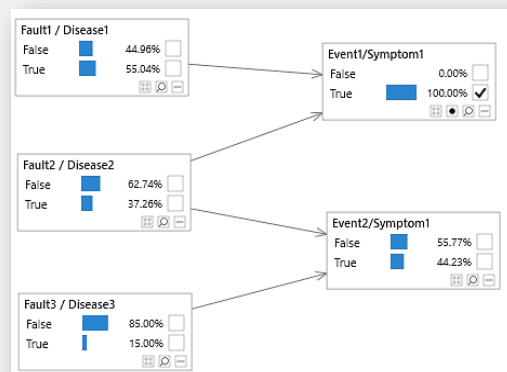 Fault1 / Disease1
False 44.96%
True 55.04%
Event1/Symptom1
False 0.00%
True 100.00%
Fault2 / Disease2
False 62.74%
True 37.26%
Event2/Symptom1
False 55.77%
True 44.23%
Fault3 / Disease3
False 85.00%
True 15.00%